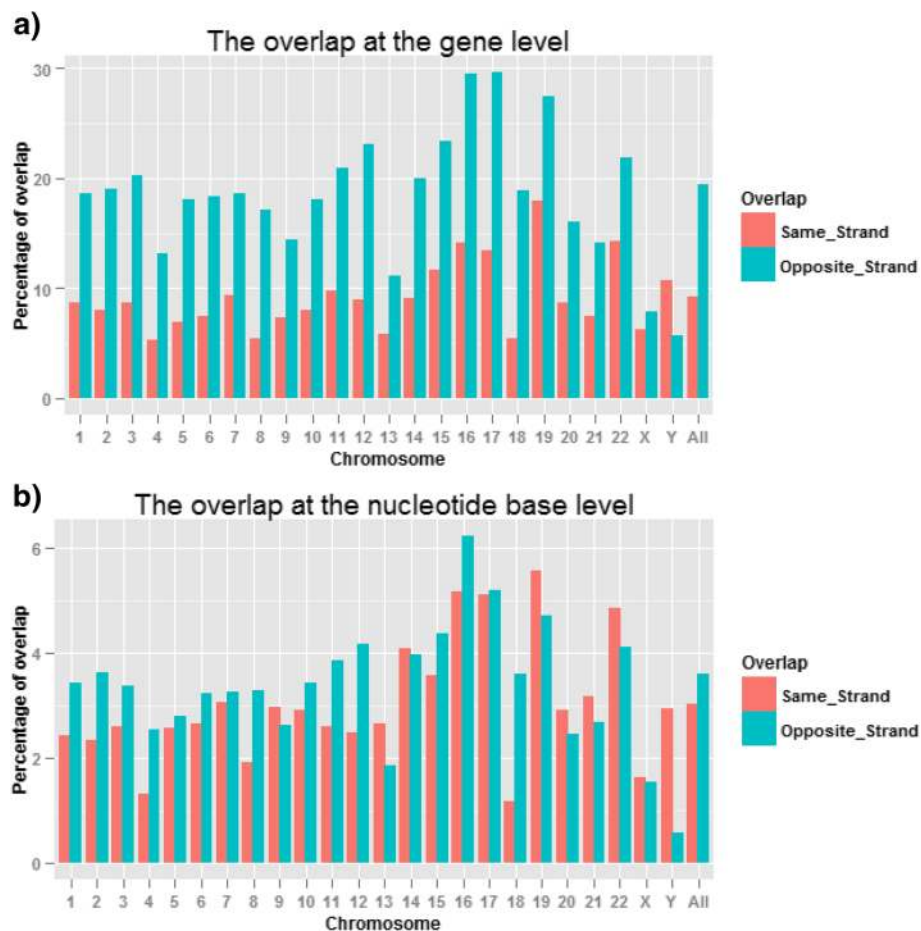 a)
The overlap at the gene level
Percentage of overlap
30
20
10
0
1 2 3 4 5 6 7 8 9 10 11 12 13 14 15 16 17 18 19 20 21 22 X Y All
Chromosome
Overlap
Same_Strand
Opposite_Strand
b)
The overlap at the nucleotide base level
Percentage of overlap
6
4
2
0
1 2 3 4 5 6 7 8 9 10 11 12 13 14 15 16 17 18 19 20 21 22 X Y All
Chromosome
Overlap
Same_Strand
Opposite_Strand